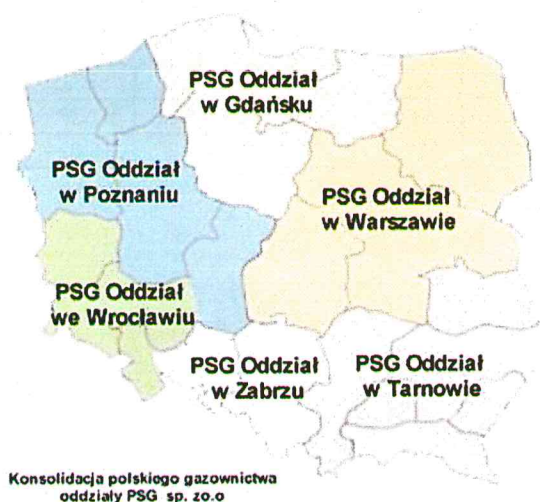 PSG Oddział
w Gdańsku
PSG Oddział
w Poznaniu
PSG Oddział
w Warszawie
PSG Oddział
we Wrocławiu
PSG Oddział
w Zabrzu
PSG Oddział
w Tarnowie
Konsolidacja polskiego gazownictwa
oddziały PSG sp. zo.o